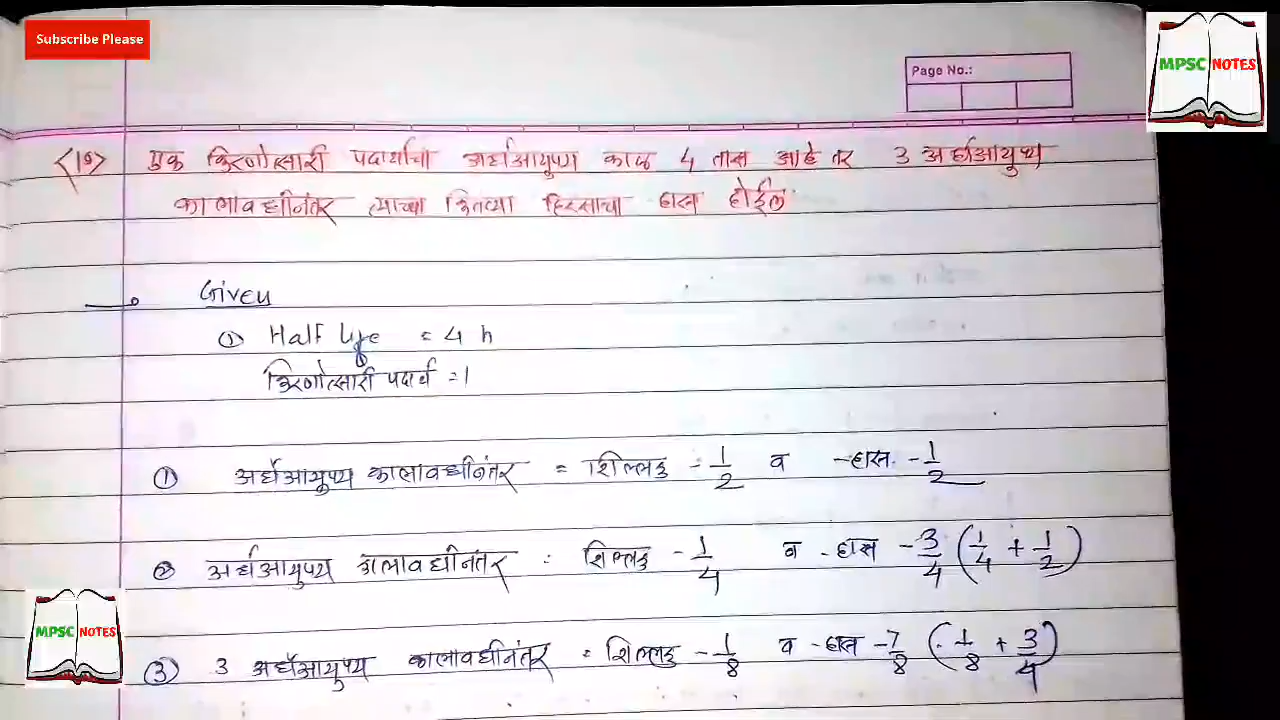 Subscribe Please
MPSC NOTES
Page No.:
<19> एक किरणोत्सारी पदार्थाचा अर्धआयुष्य काळ 4 तास आहे तर 3 अर्धआयुष्य
कालावधीनंतर त्याच्या कितव्या हिस्साचा ऱ्हास होईल
Given
① Half life = 4 h
किरणोत्सारी पदार्थ = 1
① अर्धआयुष्य कालावधीनंतर = शिल्लक - 1/2 व ऱ्हास - 1/2
② अर्धआयुष्य कालावधीनंतर = शिल्लक - 1/4 व ऱ्हास - 3/4 (1/4 + 1/2)
③ 3 अर्धआयुष्य कालावधीनंतर = शिल्लक - 1/8 व ऱ्हास - 7/8 (1/8 + 3/4)
MPSC NOTES